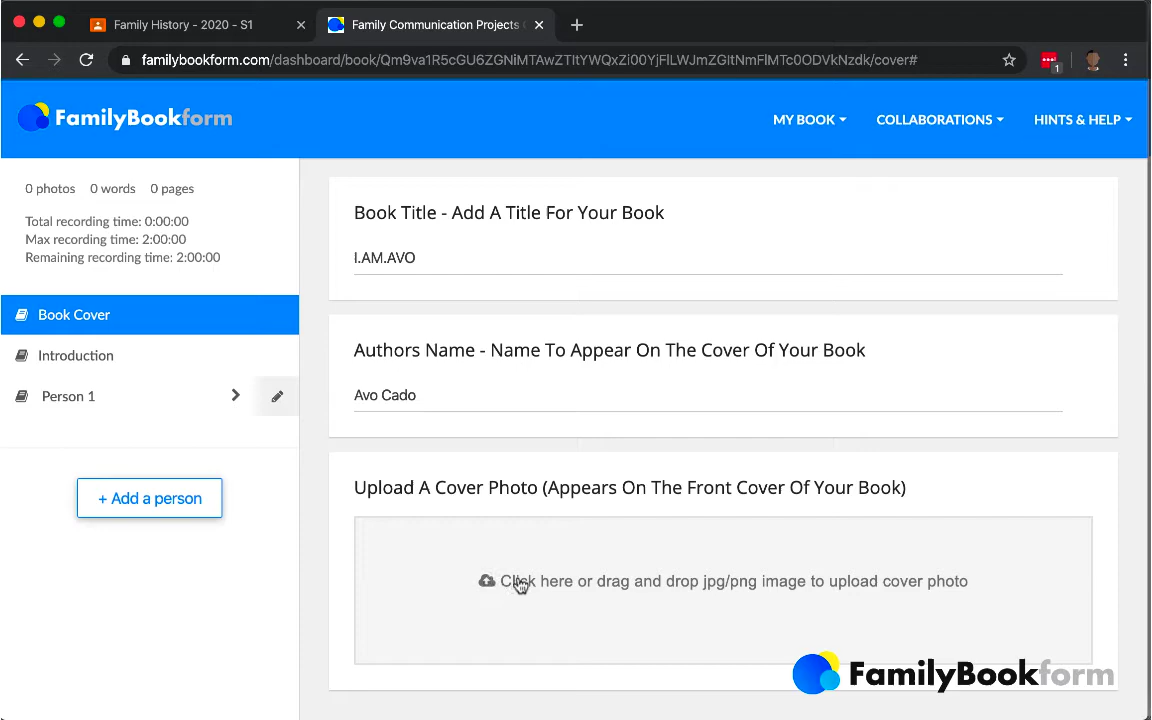 Family History - 2020 - S1
Family Communication Projects
familybookform.com/dashboard/book/Qm9va1R5cGU6ZGNiMTAwZTItYWQxZi00YjFlLWJmZGItNmFlMTc0ODVkNzdk/cover#
1
FamilyBookform
MY BOOK
COLLABORATIONS
HINTS & HELP
0 photos 0 words 0 pages
Total recording time: 0:00:00
Max recording time: 2:00:00
Remaining recording time: 2:00:00
Book Cover
Introduction
Person 1
+ Add a person
Book Title - Add A Title For Your Book
I.AM.AVO
Authors Name - Name To Appear On The Cover Of Your Book
Avo Cado
Upload A Cover Photo (Appears On The Front Cover Of Your Book)
Click here or drag and drop jpg/png image to upload cover photo
FamilyBookform